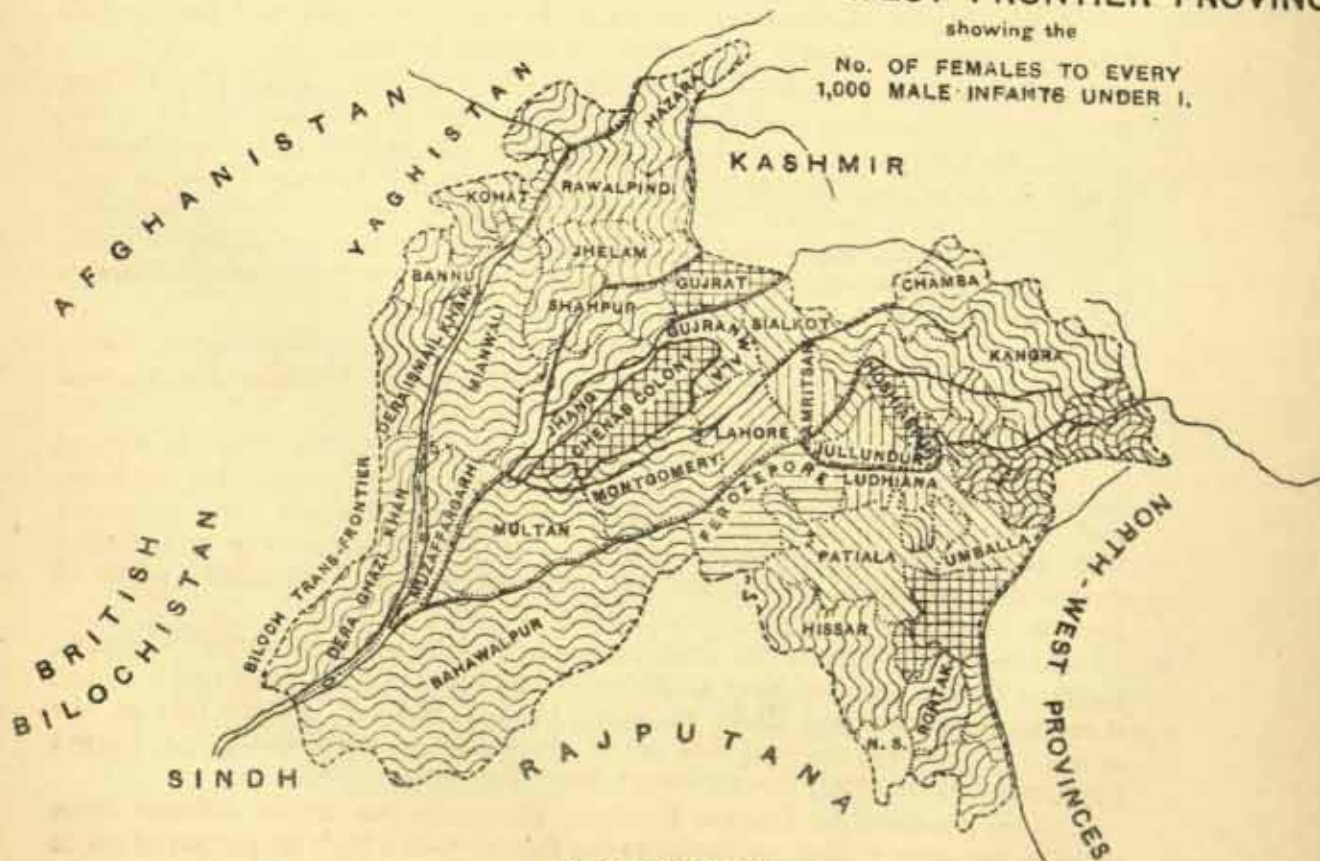 FRONTIER
showing the
No. OF FEMALES TO EVERY
1,000 MALE INFANTS UNDER 1.
AFGHANISTAN
YAGHISTAN
HAZARA
KASHMIR
KOHAT
RAWALPINDI
BANNU
JHELAM
GUJRAT
CHAMBA
SHAHPUR
DERA ISMAIL KHAN
MIANWALI
GUJRANWALA
SIALKOT
KANGRA
JHANG
CHENAB COLONY
AMRITSAR
HOSHIARPUR
LAHORE
JULLUNDUR
MONTGOMERY
FEROZEPORE
LUDHIANA
BILOCH TRANS-FRONTIER
DERA GHAZI KHAN
MUZAFFARGARH
MULTAN
PATIALA
UMBALLA
BRITISH
BILOCHISTAN
BAHAWALPUR
HISSAR
ROHTAK
N. S.
NORTH-WEST PROVINCES
SINDH
RAJPUTANA